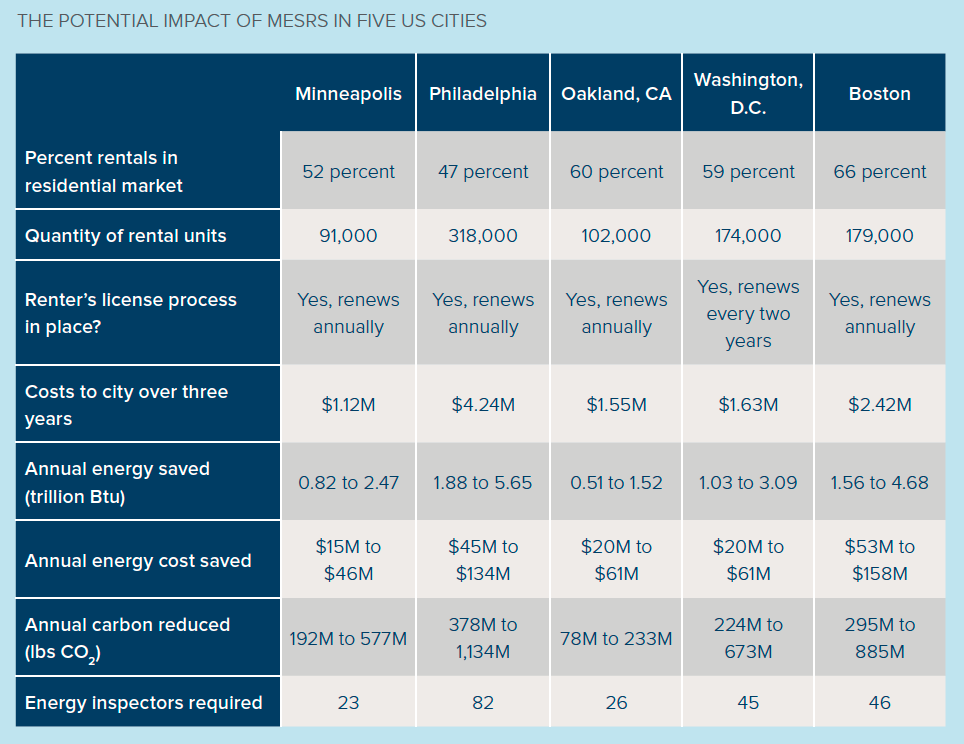 THE POTENTIAL IMPACT OF MESRS IN FIVE US CITIES
Minneapolis
Philadelphia
Oakland, CA
Washington,
D.C.
Boston
Percent rentals in
residential market
52 percent
47 percent
60 percent
59 percent
66 percent
Quantity of rental units
91,000
318,000
102,000
174,000
179,000
Renter’s license process
in place?
Yes, renews
annually
Yes, renews
annually
Yes, renews
annually
Yes, renews
every two
years
Yes, renews
annually
Costs to city over three
years
$1.12M
$4.24M
$1.55M
$1.63M
$2.42M
Annual energy saved
(trillion Btu)
0.82 to 2.47
1.88 to 5.65
0.51 to 1.52
1.03 to 3.09
1.56 to 4.68
Annual energy cost saved
$15M to
$46M
$45M to
$134M
$20M to
$61M
$20M to
$61M
$53M to
$158M
Annual carbon reduced
(lbs CO₂)
192M to 577M
378M to
1,134M
78M to 233M
224M to
673M
295M to
885M
Energy inspectors required
23
82
26
45
46